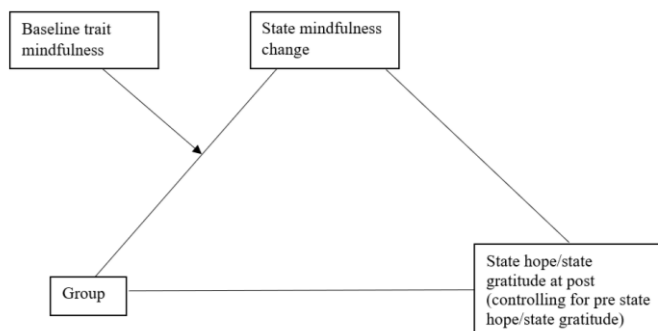 Baseline trait
mindfulness
State mindfulness
change
Group
State hope/state
gratitude at post
(controlling for pre state
hope/state gratitude)